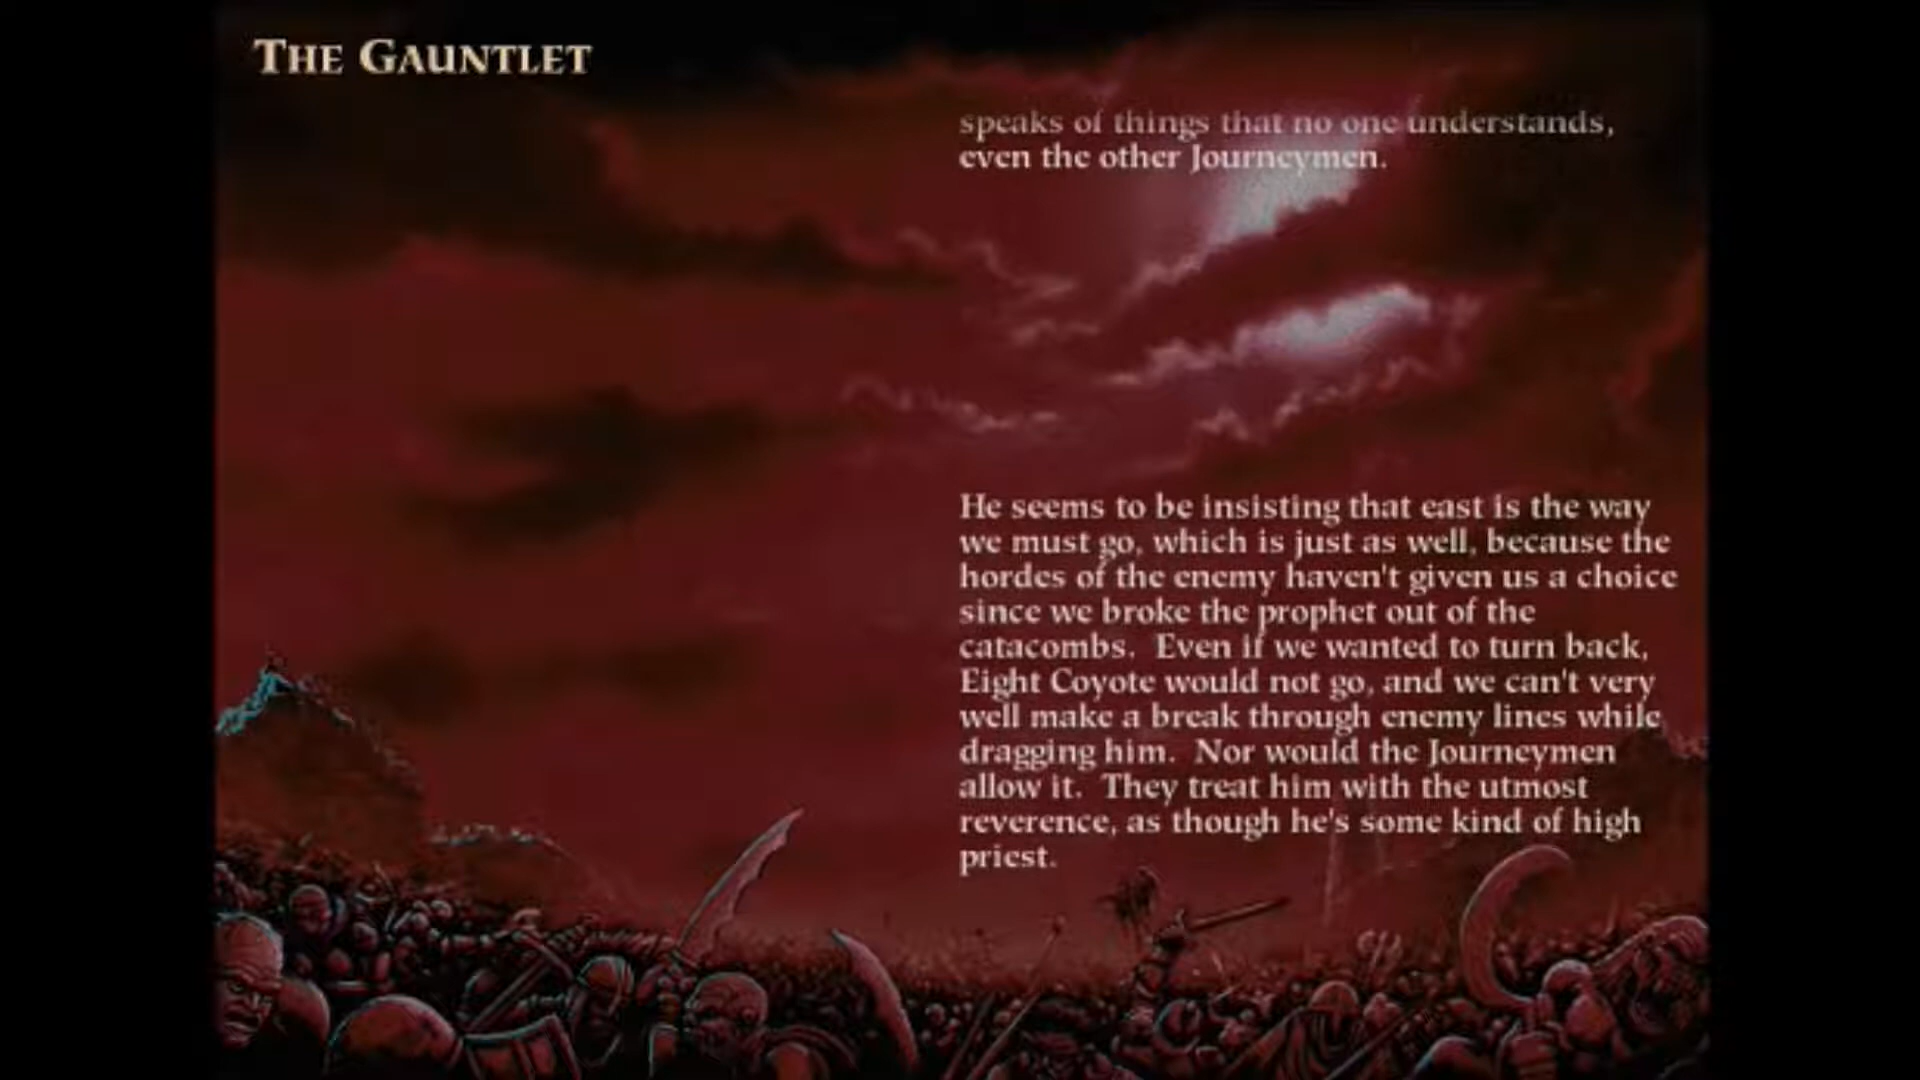 THE GAUNTLET
speaks of things that no one understands,
even the other Journeymen.
He seems to be insisting that east is the way
we must go, which is just as well, because the
hordes of the enemy haven't given us a choice
since we broke the prophet out of the
catacombs.  Even if we wanted to turn back,
Eight Coyote would not go, and we can't very
well make a break through enemy lines while
dragging him.  Nor would the Journeymen
allow it.  They treat him with the utmost
reverence, as though he's some kind of high
priest.